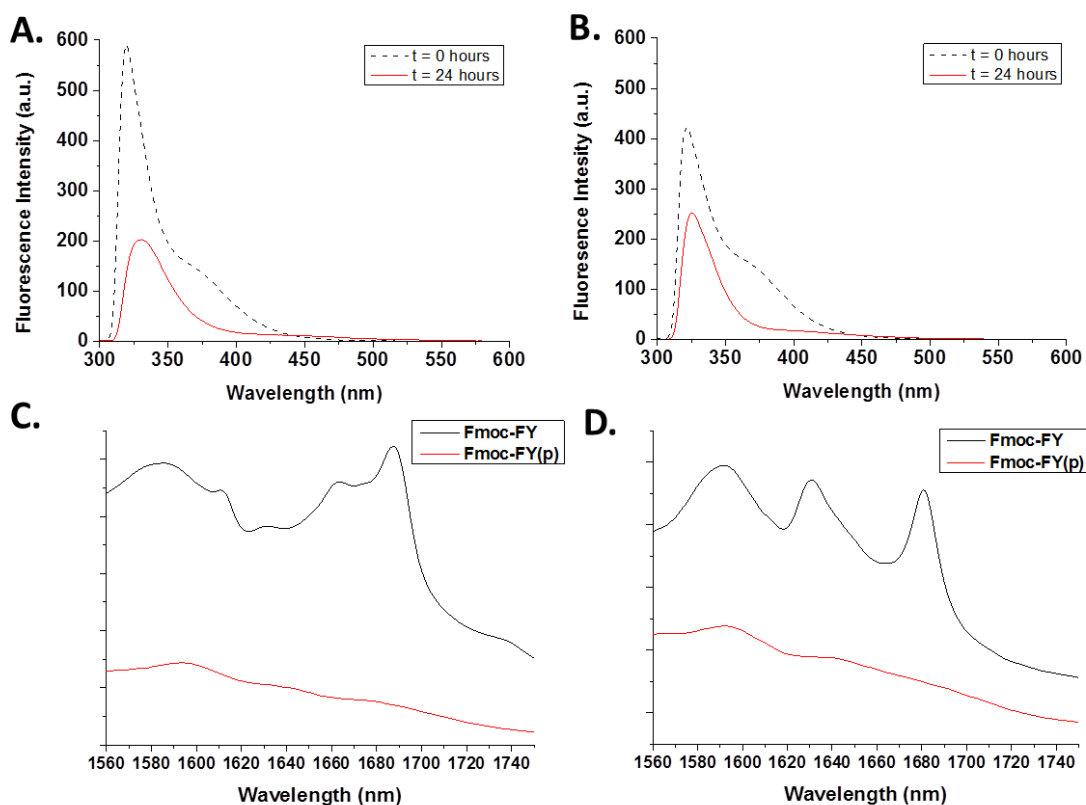 A.
Fluorescence Intensity (a.u.)
600
500
400
300
200
100
0
t = 0 hours
t = 24 hours
300 350 400 450 500 550 600
Wavelength (nm)
B.
Fluoresence Intesity (a.u.)
600
500
400
300
200
100
0
t = 0 hours
t = 24 hours
300 350 400 450 500 550 600
Wavelength (nm)
C.
Fmoc-FY
Fmoc-FY(p)
1560 1580 1600 1620 1640 1660 1680 1700 1720 1740
Wavelength (nm)
D.
Fmoc-FY
Fmoc-FY(p)
1560 1580 1600 1620 1640 1660 1680 1700 1720 1740
Wavelength (nm)